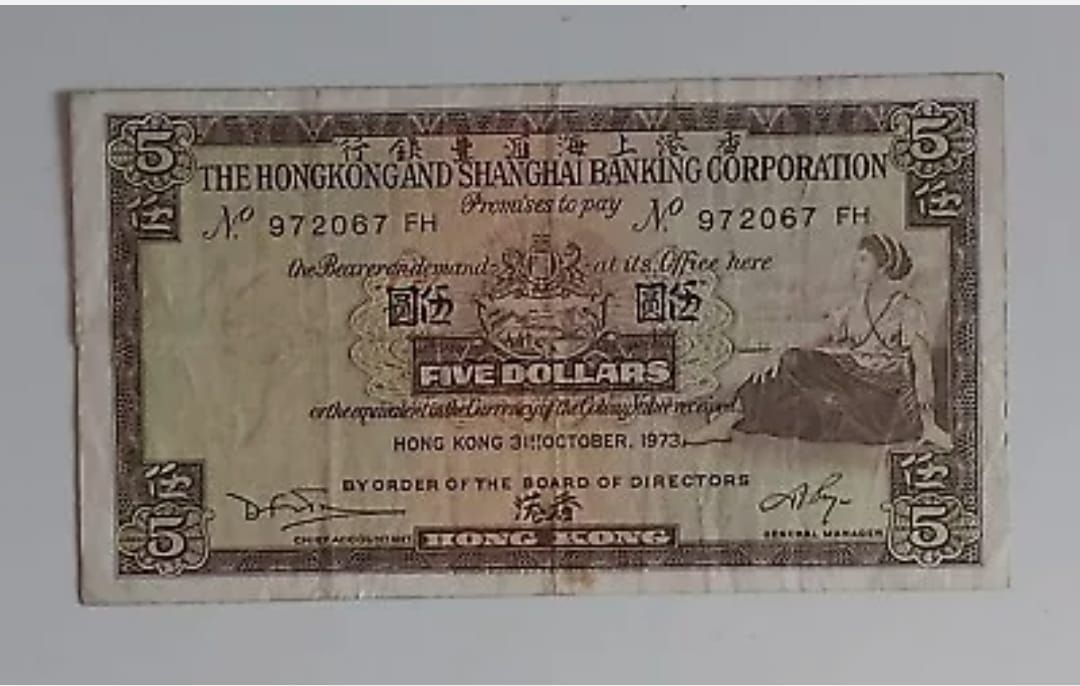 5 5
行銀豐滙海上港香
THE HONGKONG AND SHANGHAI BANKING CORPORATION
伍 伍
Promises to pay
Nº 972067 FH Nº 972067 FH
the Bearer on demand at its Office here
圓伍 圓伍
FIVE DOLLARS
or the equivalent in the Currency of the Colony Value received
HONG KONG 31ST OCTOBER, 1973.
伍 伍
BY ORDER OF THE BOARD OF DIRECTORS
港香
5 5
CHIEF ACCOUNTANT HONG KONG GENERAL MANAGER